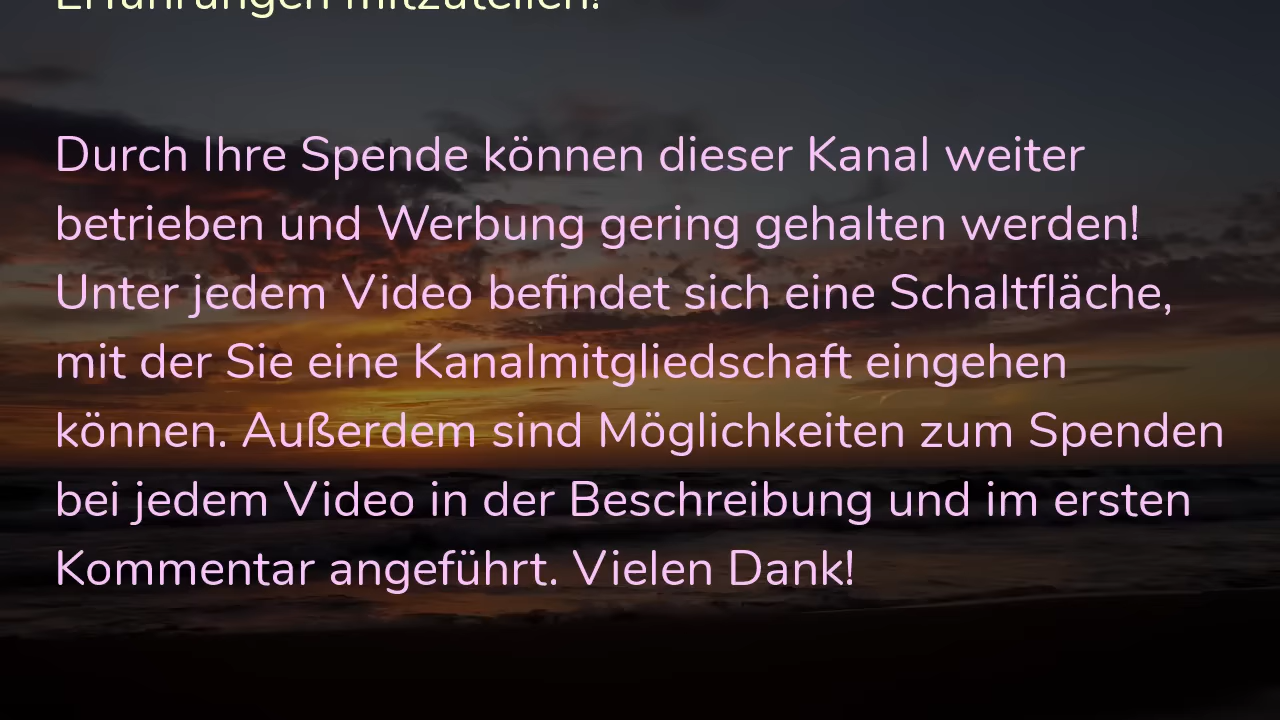 Erfahrungen mitzuteilen!
Durch Ihre Spende können dieser Kanal weiter
betrieben und Werbung gering gehalten werden!
Unter jedem Video befindet sich eine Schaltfläche,
mit der Sie eine Kanalmitgliedschaft eingehen
können. Außerdem sind Möglichkeiten zum Spenden
bei jedem Video in der Beschreibung und im ersten
Kommentar angeführt. Vielen Dank!